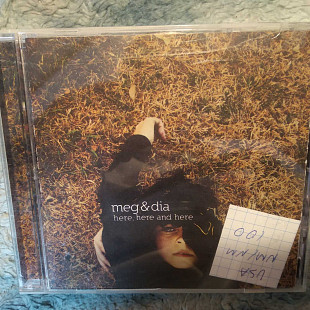 meg&dia
here, here and here
USA
NM/NM
100